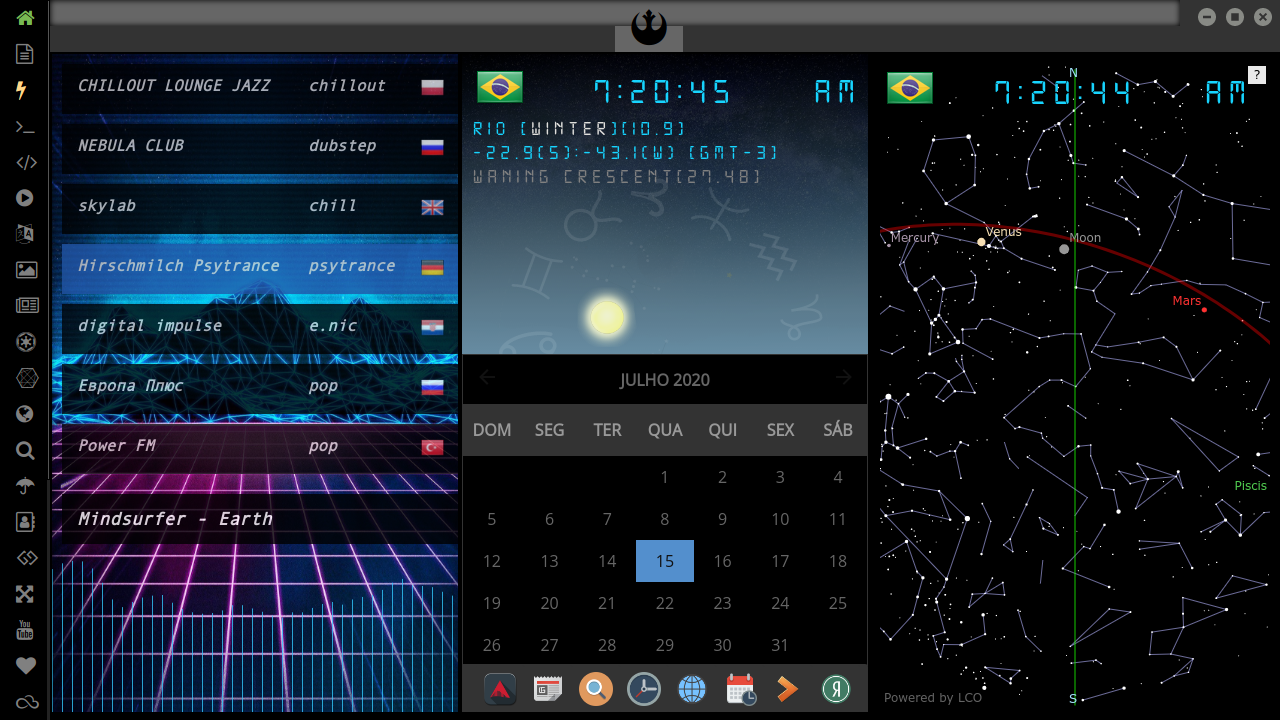 CHILLOUT LOUNGE JAZZ chillout
NEBULA CLUB dubstep
skylab chill
Hirschmilch Psytrance psytrance
digital impulse e.nic
Европа Плюс pop
Power FM pop
Mindsurfer - Earth
7:20:45 AM
RIO [WINTER][10.9]
-22.9(S):-43.1(W) [GMT-3]
WANING CRESCENT[27.48]
JULHO 2020
DOM SEG TER QUA QUI SEX SÁB
1 2 3 4
5 6 7 8 9 10 11
12 13 14 15 16 17 18
19 20 21 22 23 24 25
26 27 28 29 30 31
7:20:44 AM
N
?
Mercury
Venus
Moon
Mars
Piscis
Powered by LCO
S
You
Tube